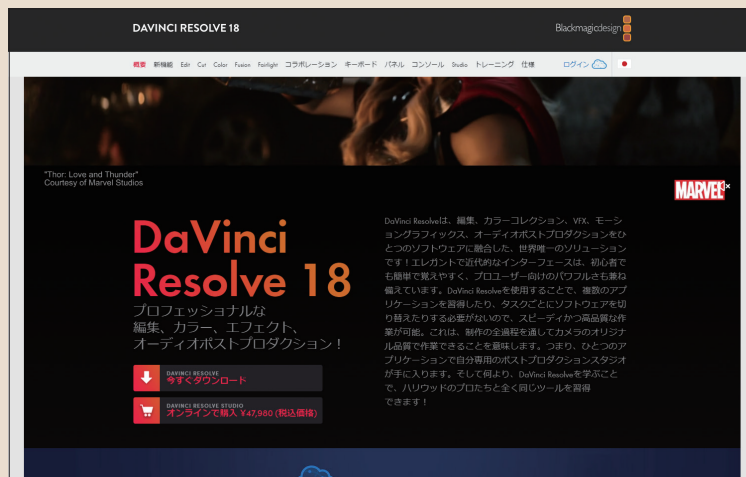 DAVINCI RESOLVE 18
Blackmagicdesign
概要 新機能 Edit Cut Color Fusion Fairlight コラボレーション キーボード パネル コンソール Studio トレーニング 仕様 ログイン
"Thor: Love and Thunder"
Courtesy of Marvel Studios
MARVEL
DaVinci
Resolve 18
プロフェッショナルな
編集、カラー、エフェクト、
オーディオポストプロダクション！
DAVINCI RESOLVE
今すぐダウンロード
DAVINCI RESOLVE STUDIO
オンラインで購入 ¥47,980 (税込価格)
DaVinci Resolveは、編集、カラーコレクション、VFX、モーシ
ョングラフィックス、オーディオポストプロダクションをひ
とつのソフトウェアに融合した、世界唯一のソリューション
です！エレガントで近代的なインターフェースは、初心者で
も簡単で覚えやすく、プロユーザー向けのパワフルさも兼ね
備えています。DaVinci Resolveを使用することで、複数のアプ
リケーションを習得したり、タスクごとにソフトウェアを切
り替えたりする必要がないので、スピーディかつ高品質な作
業が可能。これは、制作の全過程を通してカメラのオリジナ
ル品質で作業できることを意味します。つまり、ひとつのア
プリケーションで自分専用のポストプロダクションスタジオ
が手に入ります。そして何より、DaVinci Resolveを学ぶこと
で、ハリウッドのプロたちと全く同じツールを習得
できます！